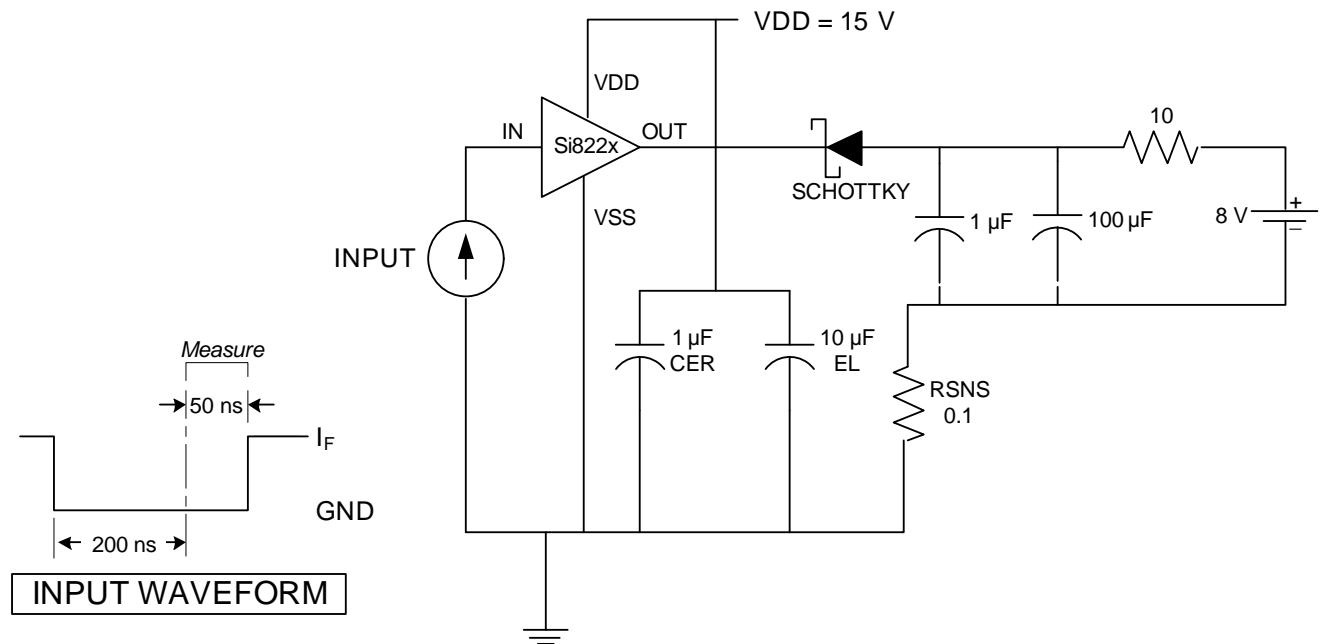 VDD = 15 V
VDD
10
IN
OUT
Si822x
SCHOTTKY
VSS
1 µF
100 µF
8 V
+
–
INPUT
1 µF
CER
10 µF
EL
RSNS
0.1
Measure
50 ns
IF
GND
200 ns
INPUT WAVEFORM